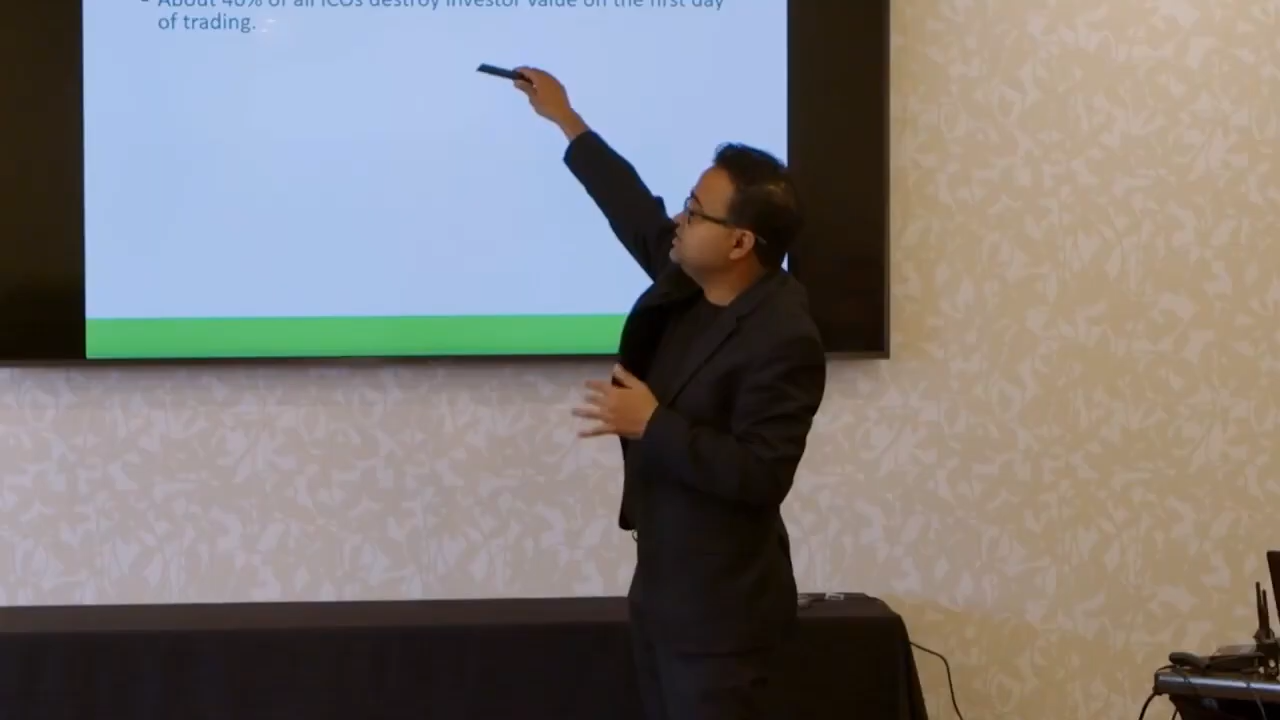 - About 40% of all ICOs destroy investor value on the first day
of trading.